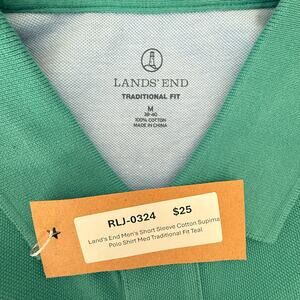 LANDS' END
TRADITIONAL FIT
M
38-40
100% COTTON
MADE IN CHINA
RLJ-0324 $25
Land's End Men's Short Sleeve Cotton Supima
Polo Shirt Med Traditional Fit Teal